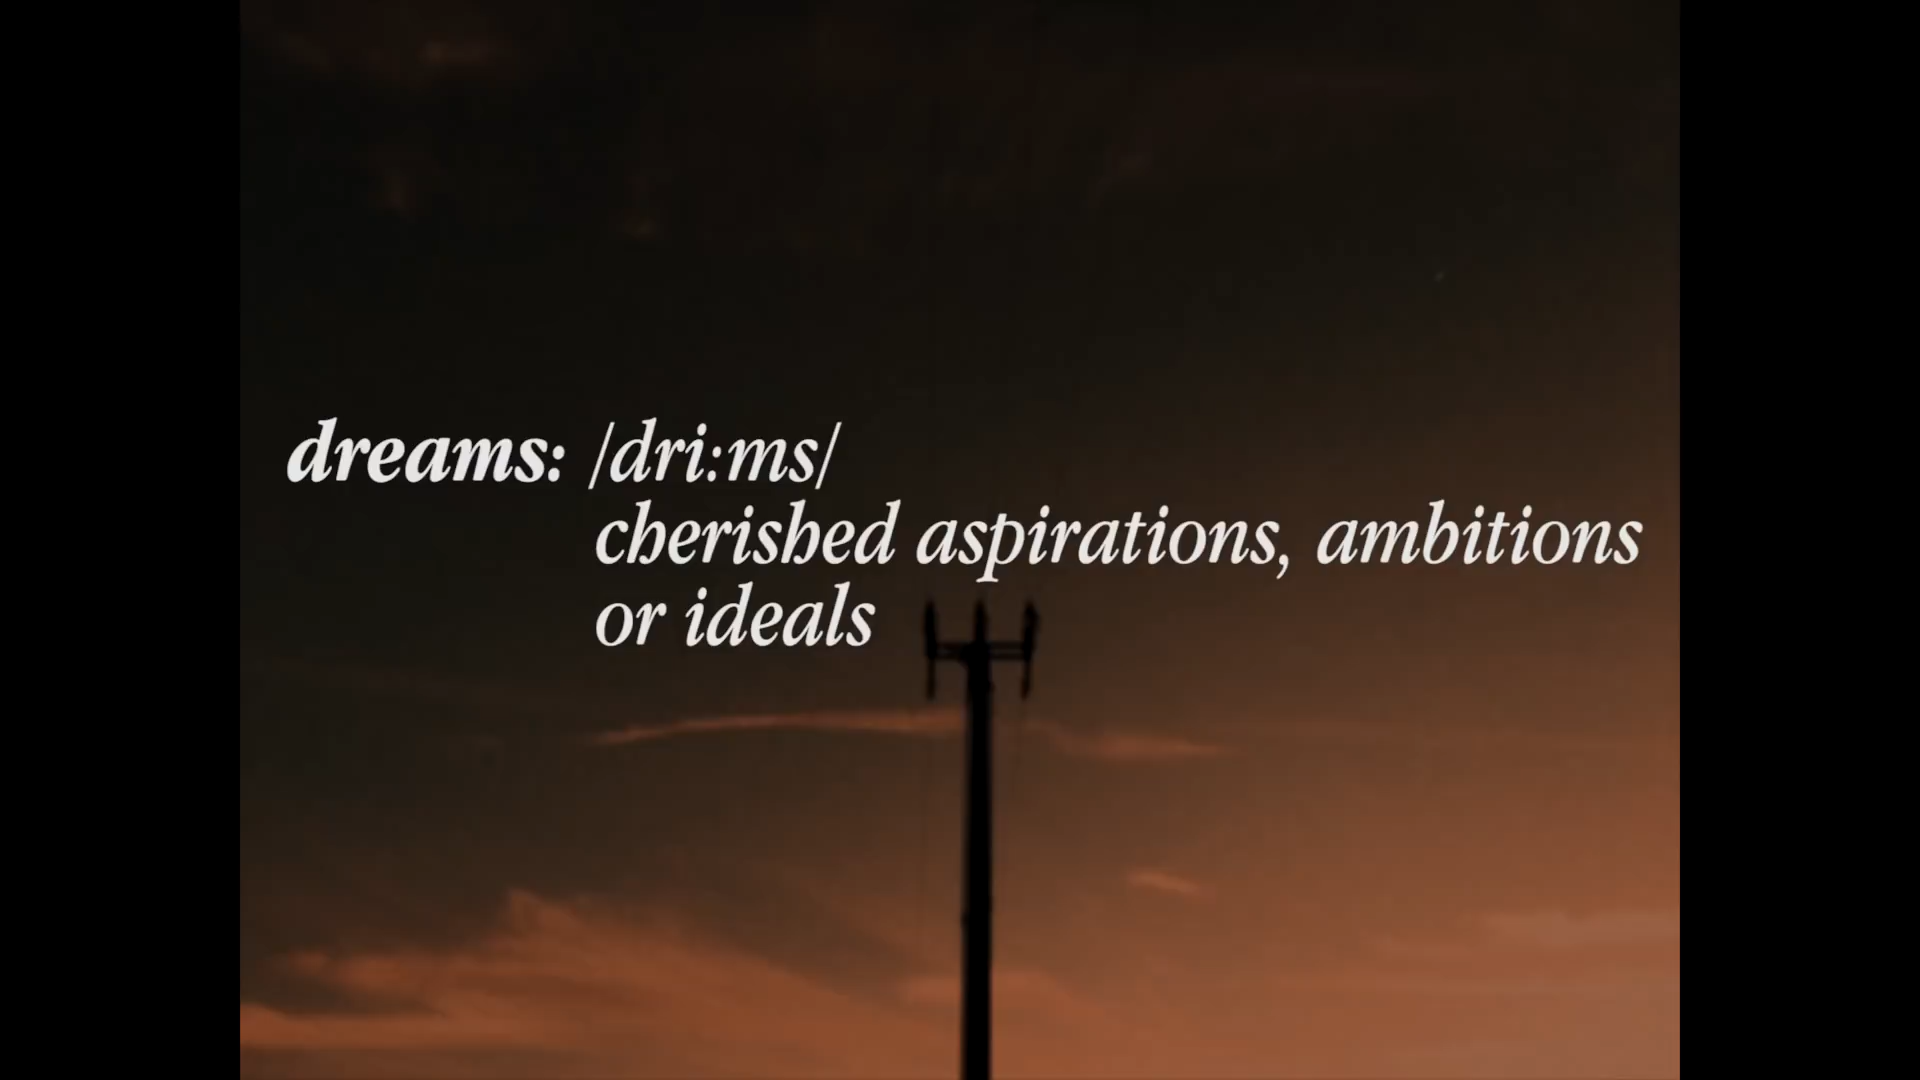 dreams: /dri:ms/
cherished aspirations, ambitions
or ideals